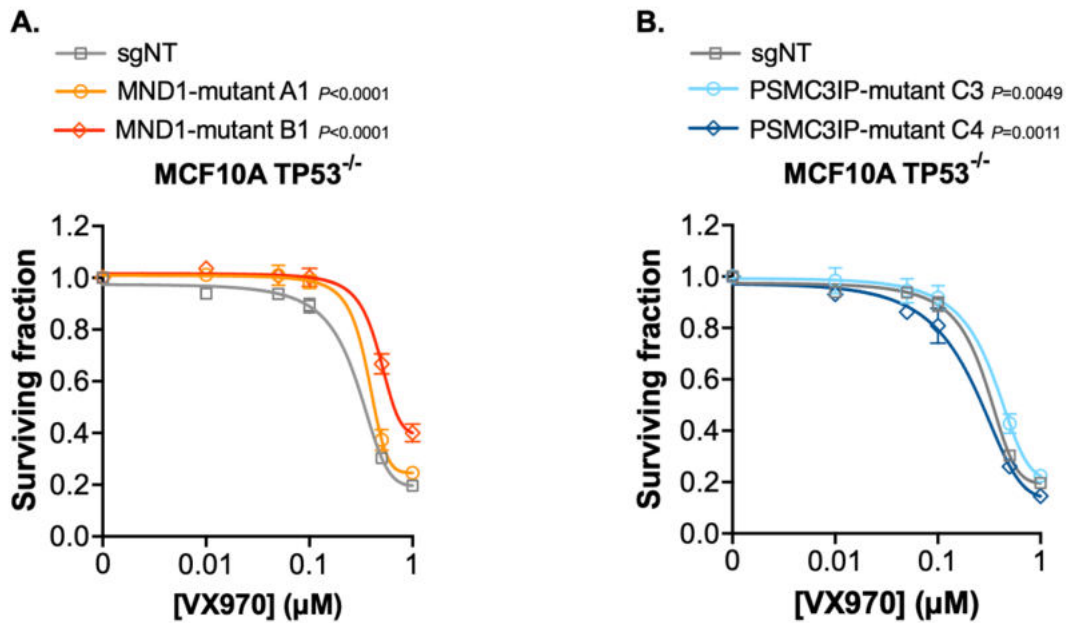 A.
sgNT
MND1-mutant A1 P<0.0001
MND1-mutant B1 P<0.0001
MCF10A TP53-/-
1.2
1.0
0.8
0.6
0.4
0.2
0.0
Surviving fraction
0 0.01 0.1 1
[VX970] (µM)
B.
sgNT
PSMC3IP-mutant C3 P=0.0049
PSMC3IP-mutant C4 P=0.0011
MCF10A TP53-/-
1.2
1.0
0.8
0.6
0.4
0.2
0.0
Surviving fraction
0 0.01 0.1 1
[VX970] (µM)